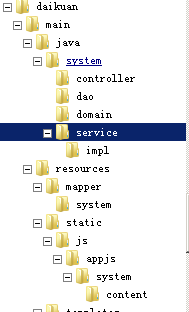 daikuan
main
java
system
controller
dao
domain
service
impl
resources
mapper
system
static
js
appjs
system
content